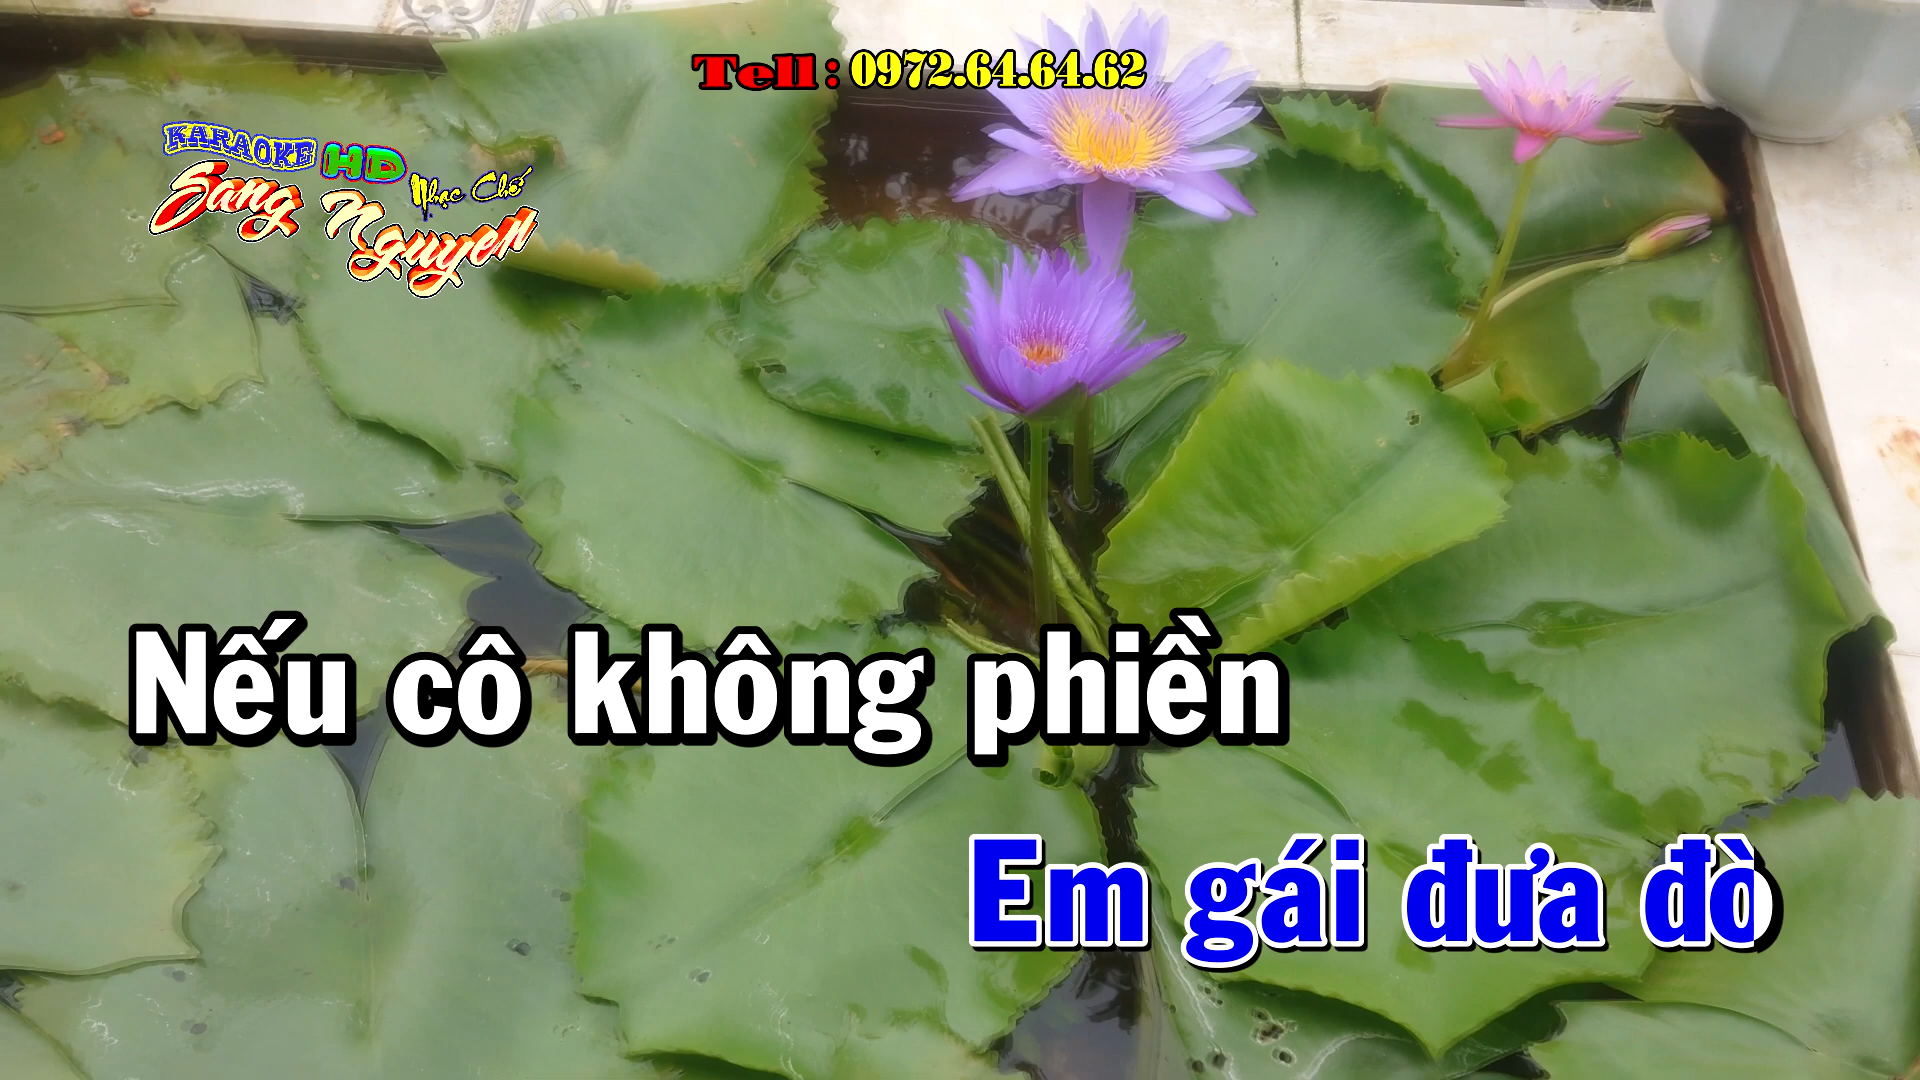 Tell : 0972.64.64.62
KARAOKE HD Nhạc Chế
Sang Nguyen
Nếu cô không phiền
Em gái đưa đò